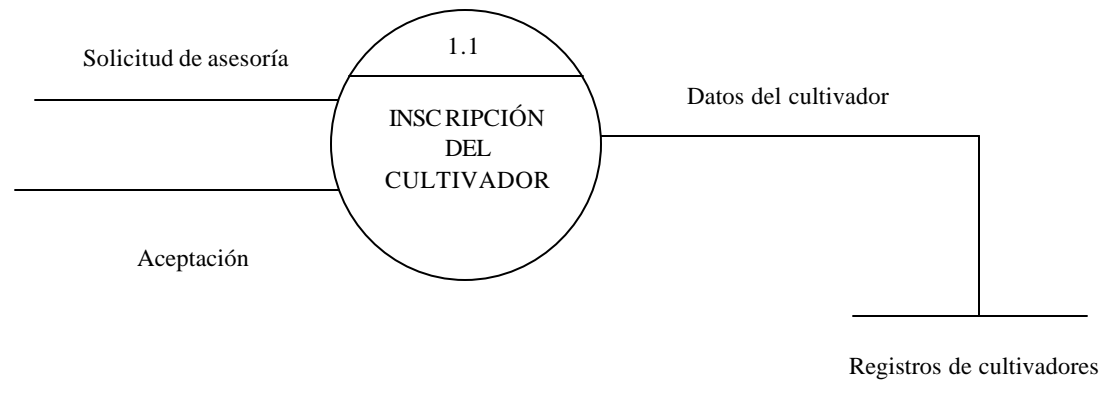 Solicitud de asesoría
1.1
Datos del cultivador
INSCRIPCIÓN
DEL
CULTIVADOR
Aceptación
Registros de cultivadores